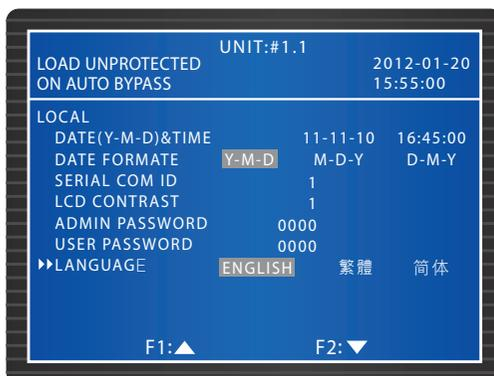 UNIT:#1.1
LOAD UNPROTECTED 2012-01-20
ON AUTO BYPASS 15:55:00
LOCAL
DATE(Y-M-D)&TIME 11-11-10 16:45:00
DATE FORMATE Y-M-D M-D-Y D-M-Y
SERIAL COM ID 1
LCD CONTRAST 1
ADMIN PASSWORD 0000
USER PASSWORD 0000
LANGUAGE ENGLISH 繁體 简体
F1:▲ F2:▼